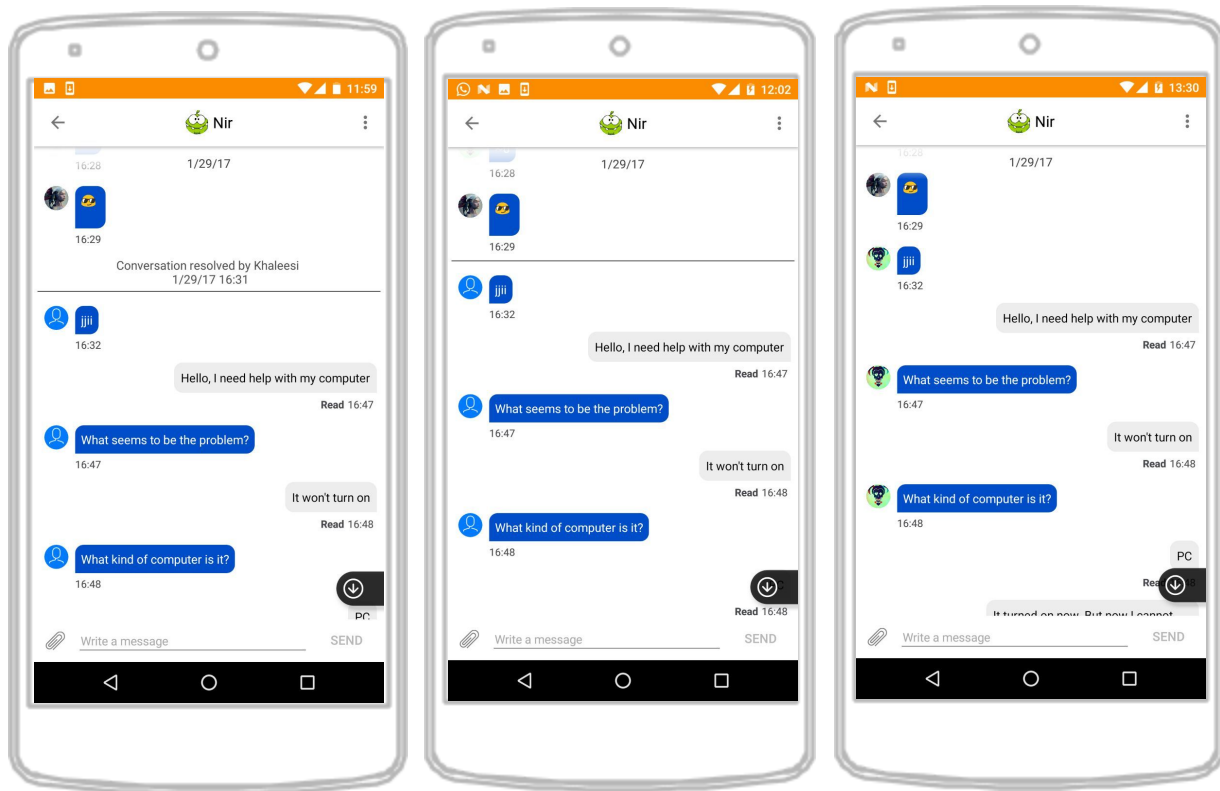 11:59
Nir
16:28
1/29/17
16:29
Conversation resolved by Khaleesi
1/29/17 16:31
jjii
16:32
Hello, I need help with my computer
Read 16:47
What seems to be the problem?
16:47
It won't turn on
Read 16:48
What kind of computer is it?
16:48
PC
Write a message
SEND
12:02
Nir
1/29/17
16:28
16:29
jjii
16:32
Hello, I need help with my computer
Read 16:47
What seems to be the problem?
16:47
It won't turn on
Read 16:48
What kind of computer is it?
16:48
Read 16:48
Write a message
SEND
13:30
Nir
16:28
1/29/17
16:29
jjii
16:32
Hello, I need help with my computer
Read 16:47
What seems to be the problem?
16:47
It won't turn on
Read 16:48
What kind of computer is it?
16:48
PC
It turned on now. But now I cannot
Write a message
SEND